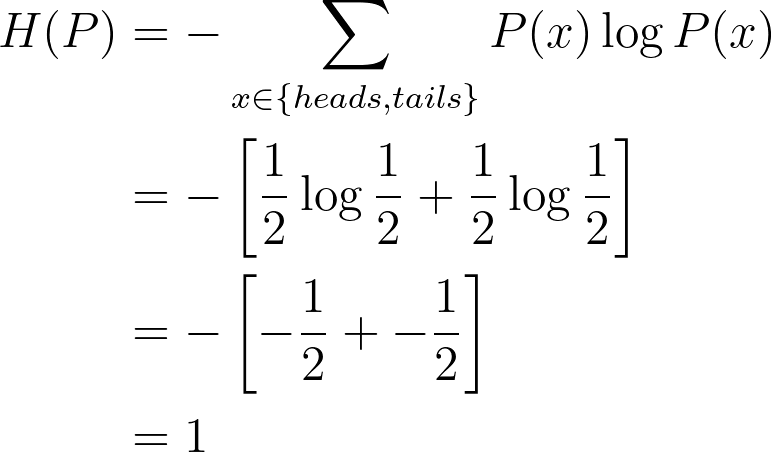 H(P) = − ∑_{x∈{heads,tails}} P(x) log P(x)
= − [ 1/2 log 1/2 + 1/2 log 1/2 ]
= − [ −1/2 + −1/2 ]
= 1